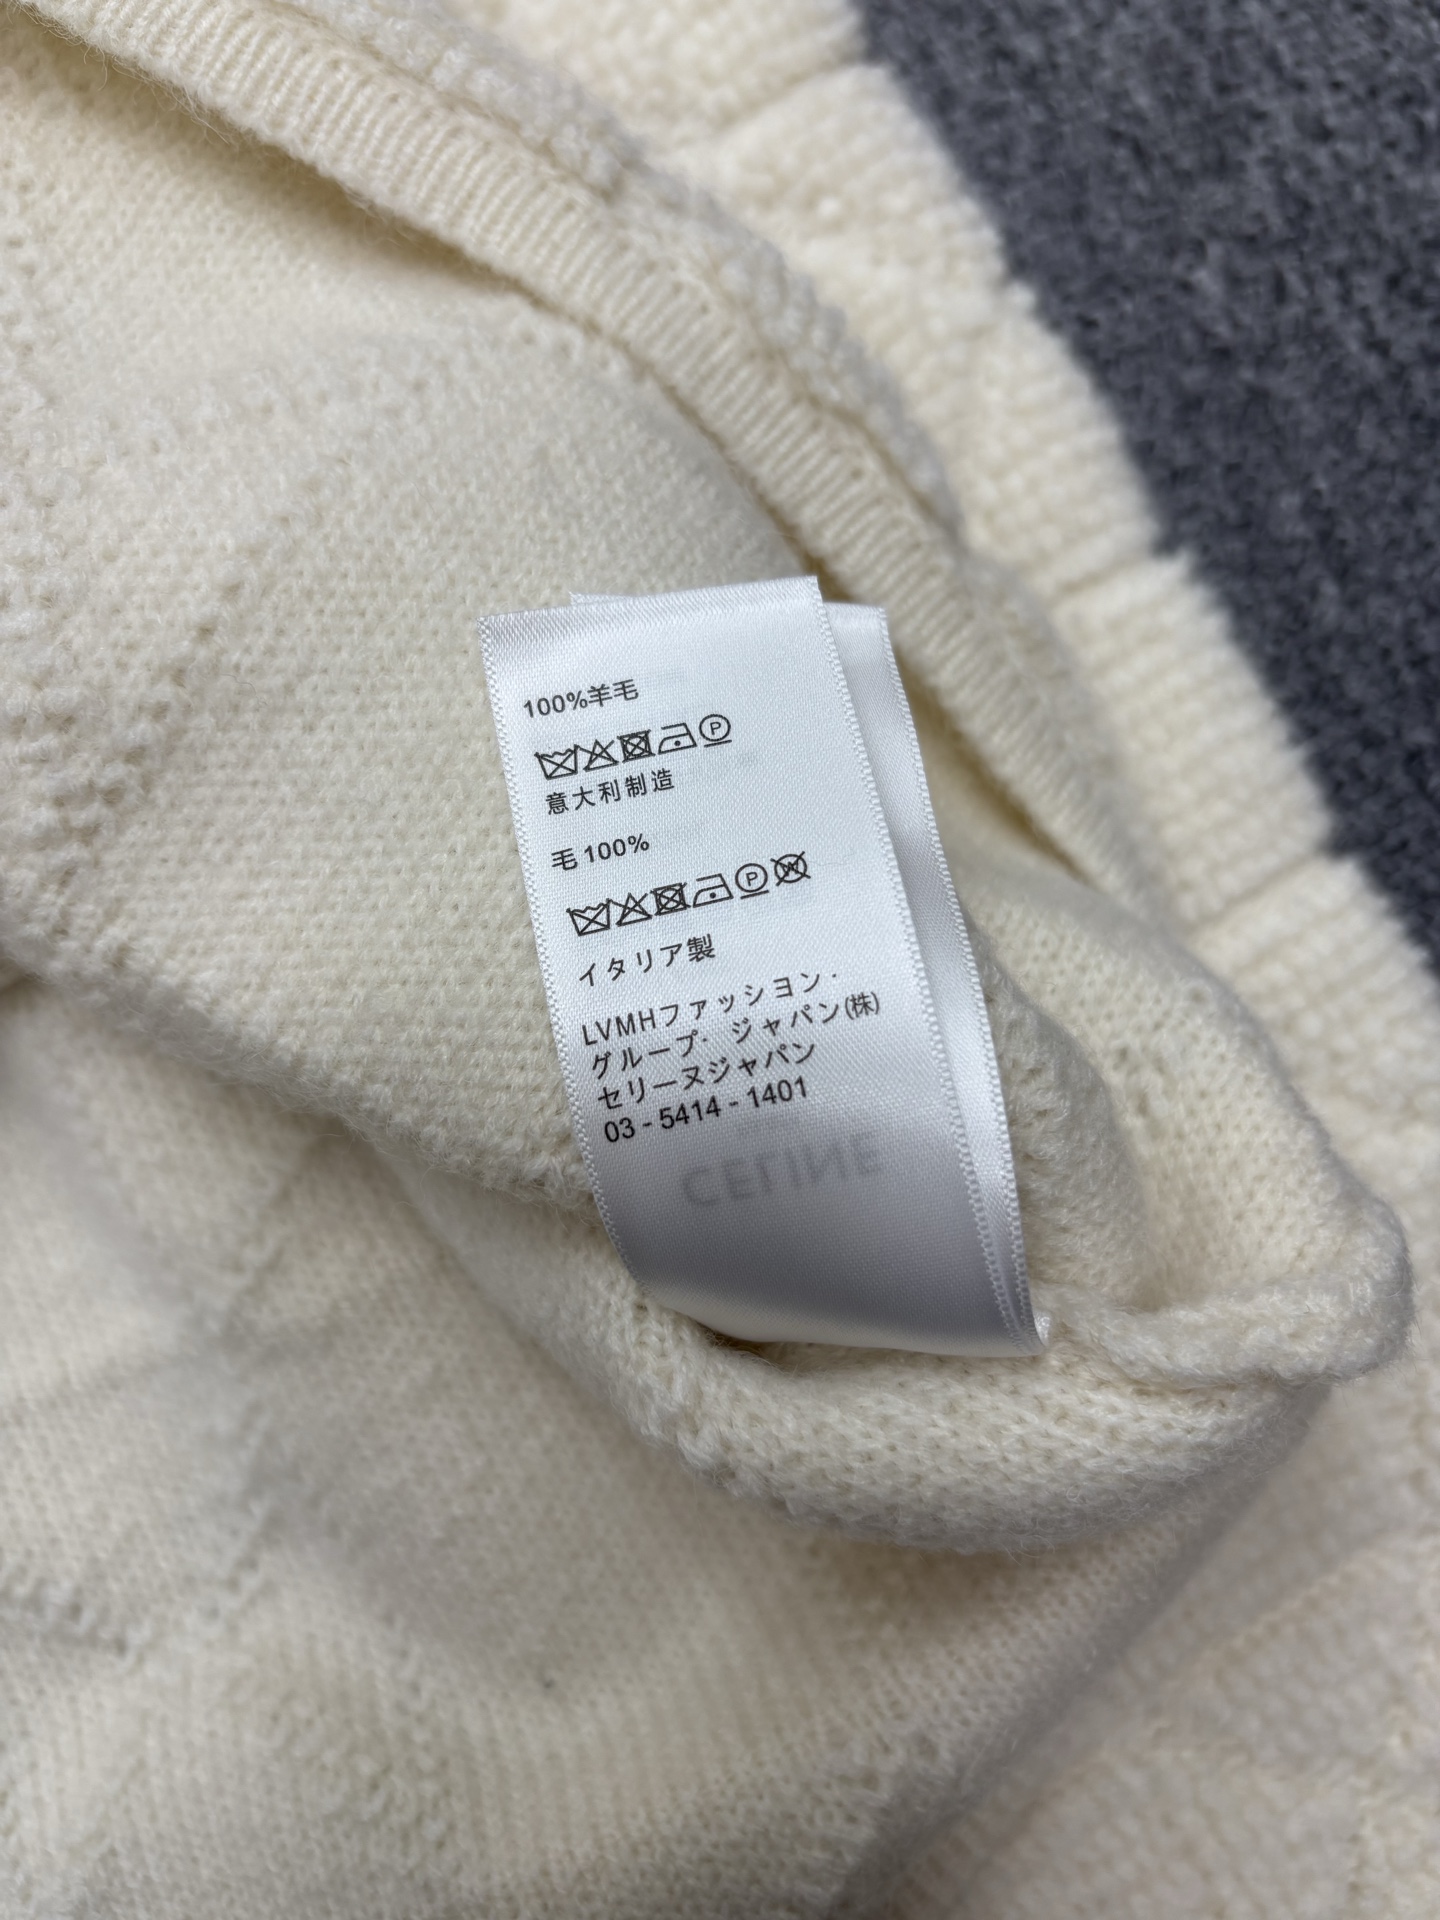 100%羊毛
意大利制造
毛 100%
イタリア製
LVMHファッション・
グループ・ジャパン(株)
セリーヌジャパン
03 - 5414 - 1401
CELINE